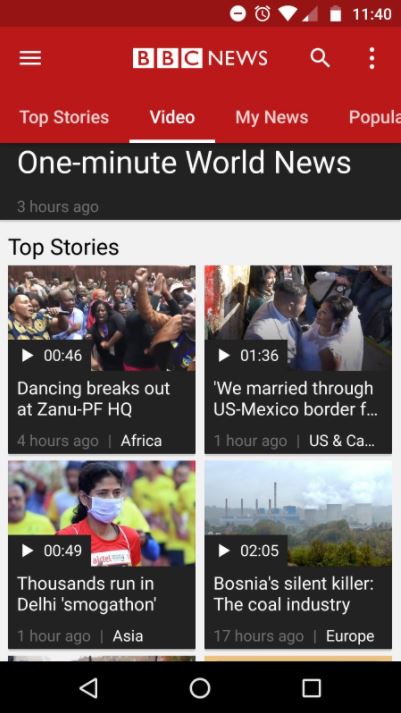 11:40
BBC NEWS
Top Stories Video My News Popula
One-minute World News
3 hours ago
Top Stories
00:46
01:36
Dancing breaks out
at Zanu-PF HQ
4 hours ago | Africa
'We married through
US-Mexico border f…
1 hour ago | US & Ca…
00:49
02:05
Thousands run in
Delhi 'smogathon'
1 hour ago | Asia
Bosnia's silent killer:
The coal industry
17 hours ago | Europe